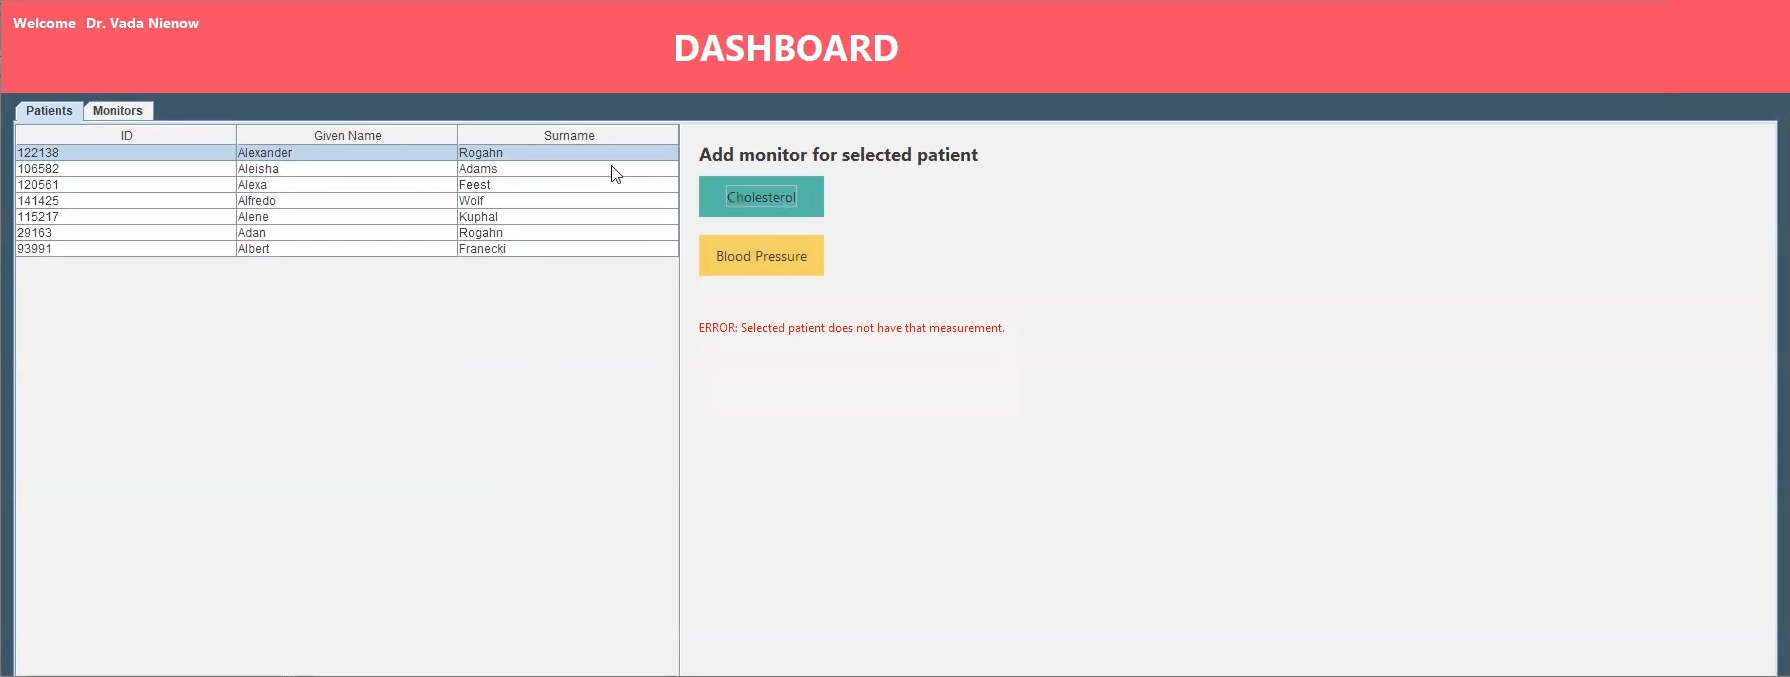 Welcome Dr. Vada Nienow
DASHBOARD
Patients Monitors
ID Given Name Surname
122138 Alexander Rogahn
106582 Aleisha Adams
120561 Alexa Feest
141425 Alfredo Wolf
115217 Alene Kuphal
29163 Adan Rogahn
93991 Albert Franecki
Add monitor for selected patient
Cholesterol
Blood Pressure
ERROR: Selected patient does not have that measurement.